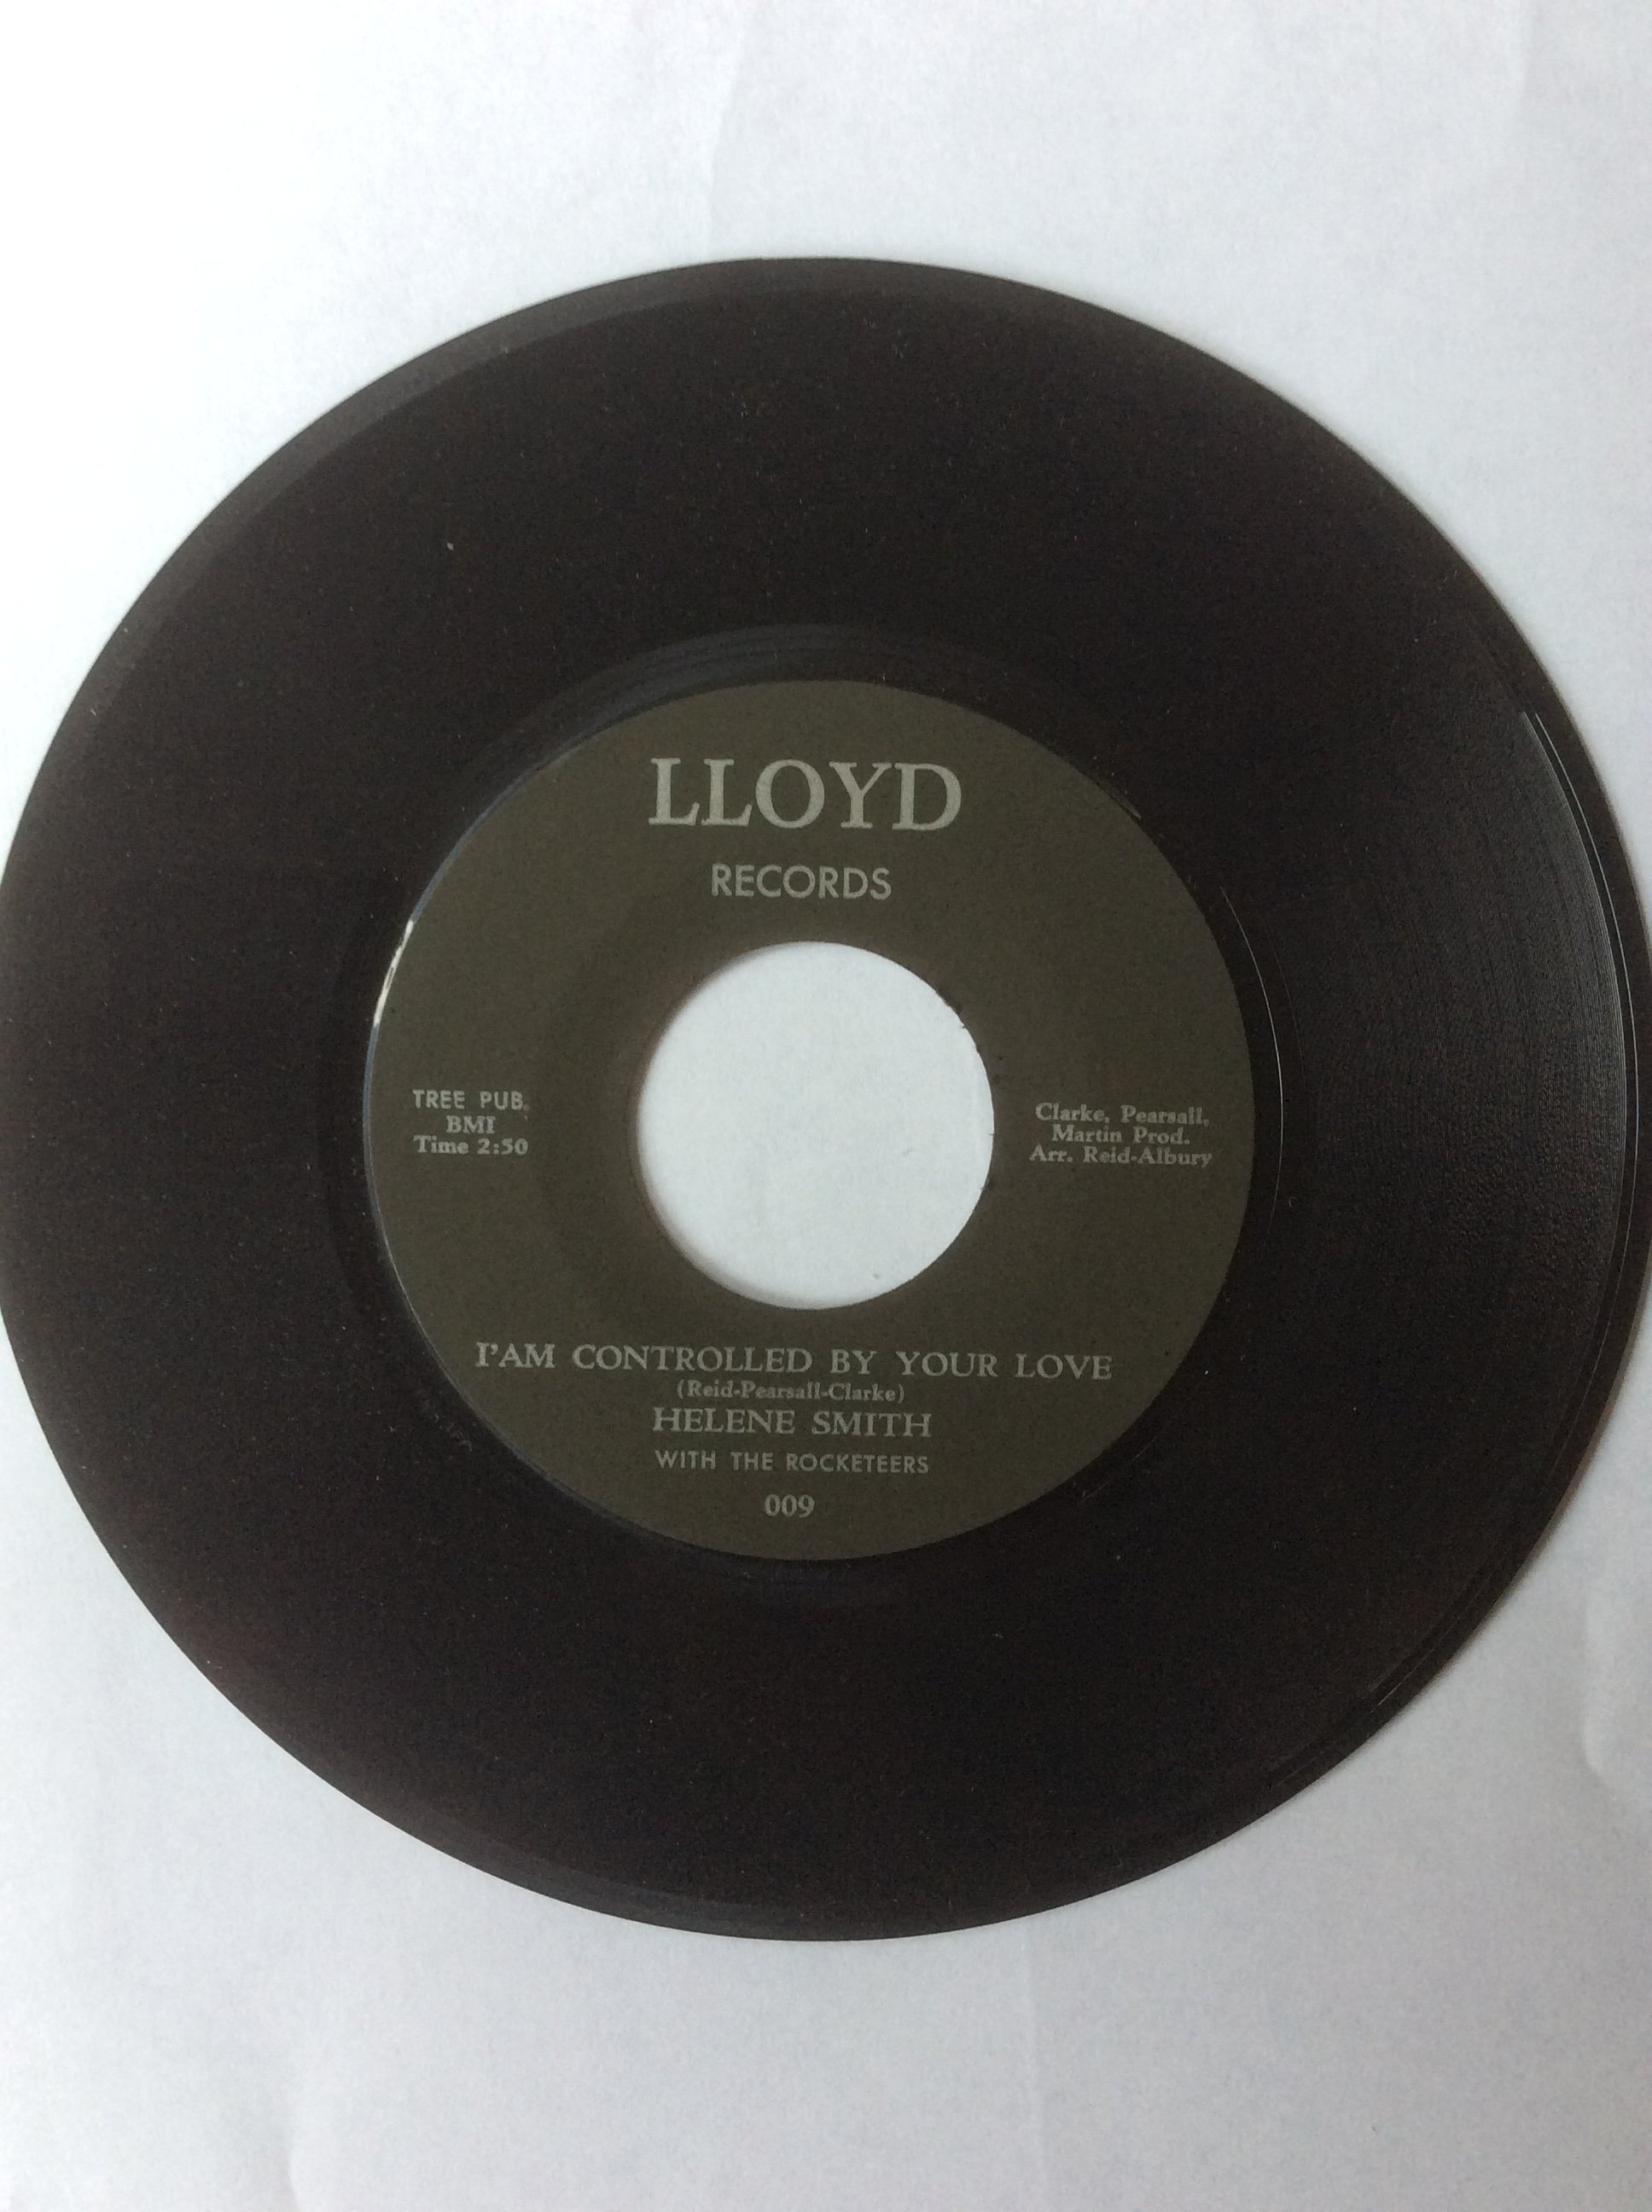 LLOYD
RECORDS
TREE PUB.
BMI
Time 2:50
Clarke, Pearsall,
Martin Prod.
Arr. Reid-Albury
I'AM CONTROLLED BY YOUR LOVE
(Reid-Pearsall-Clarke)
HELENE SMITH
WITH THE ROCKETEERS
009